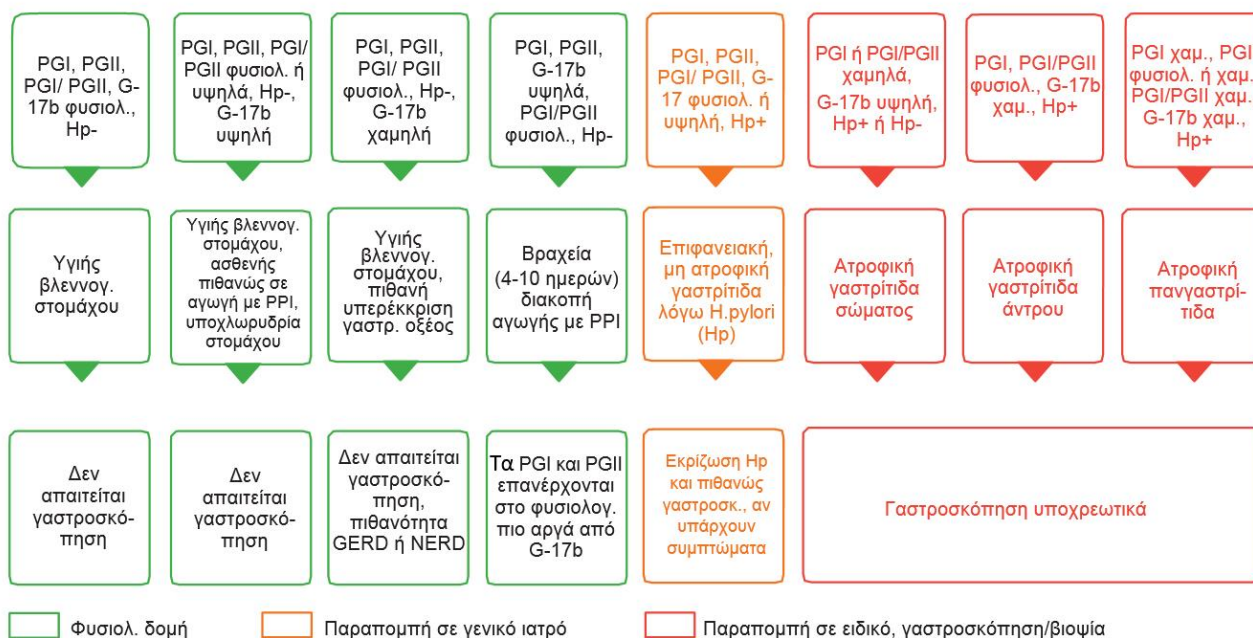 PGI, PGII,
PGI/ PGII, G-
17b φυσιολ.,
Hp-
PGI, PGII, PGI/
PGII φυσιολ. ή
υψηλά, Hp-,
G-17b
υψηλή
PGI, PGII,
PGI/ PGII
φυσιολ., Hp-,
G-17b
χαμηλή
PGI, PGII,
G-17b
υψηλά,
PGI/PGII
φυσιολ., Hp-
PGI, PGII,
PGI/ PGII, G-
17 φυσιολ. ή
υψηλή, Hp+
PGI ή PGI/PGII
χαμηλά,
G-17b υψηλή,
Hp+ ή Hp-
PGI, PGI/PGII
φυσιολ., G-17b
χαμ., Hp+
PGI χαμ., PGII
φυσιολ. ή χαμ.,
PGI/PGII χαμ.,
G-17b χαμ.,
Hp+
Υγιής
βλεννογ.
στομάχου
Υγιής βλεννογ.
στομάχου,
ασθενής
πιθανώς σε
αγωγή με PPI,
υποχλωρυδρία
στομάχου
Υγιής
βλεννογ.
στομάχου,
πιθανή
υπερέκκριση
γαστρ. οξέος
Βραχεία
(4-10 ημερών)
διακοπή
αγωγής με PPI
Επιφανειακή,
μη ατροφική
γαστρίτιδα
λόγω H.pylori
(Hp)
Ατροφική
γαστρίτιδα
σώματος
Ατροφική
γαστρίτιδα
άντρου
Ατροφική
πανγαστρί-
τιδα
Δεν
απαιτείται
γαστροσκό-
πηση
Δεν
απαιτείται
γαστροσκό-
πηση
Δεν απαιτείται
γαστροσκό-
πηση,
πιθανότητα
GERD ή NERD
Τα PGI και PGII
επανέρχονται
στο φυσιολογ.
πιο αργά από
G-17b
Εκρίζωση Hp
και πιθανώς
γαστροσκ., αν
υπάρχουν
συμπτώματα
Γαστροσκόπηση υποχρεωτικά
Φυσιολ. δομή
Παραπομπή σε γενικό ιατρό
Παραπομπή σε ειδικό, γαστροσκόπηση/βιοψία